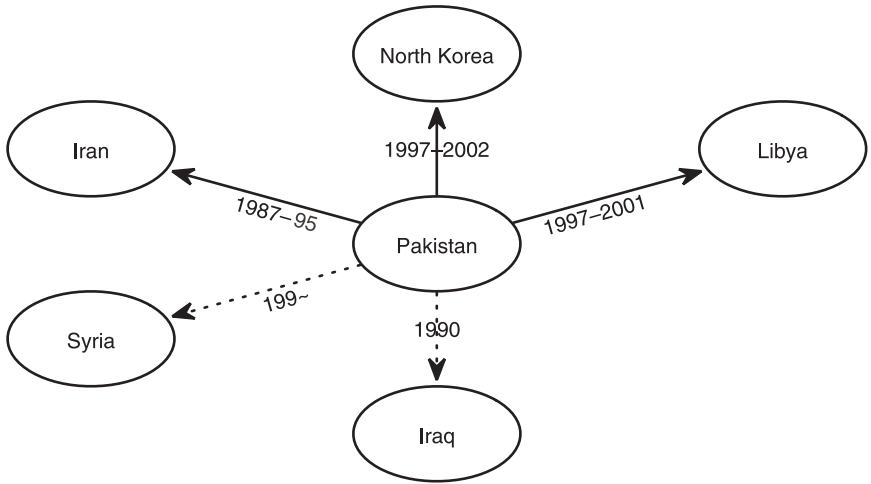 North Korea
Iran
1997–2002
Libya
1987–95
1997–2001
Pakistan
199~
1990
Syria
Iraq